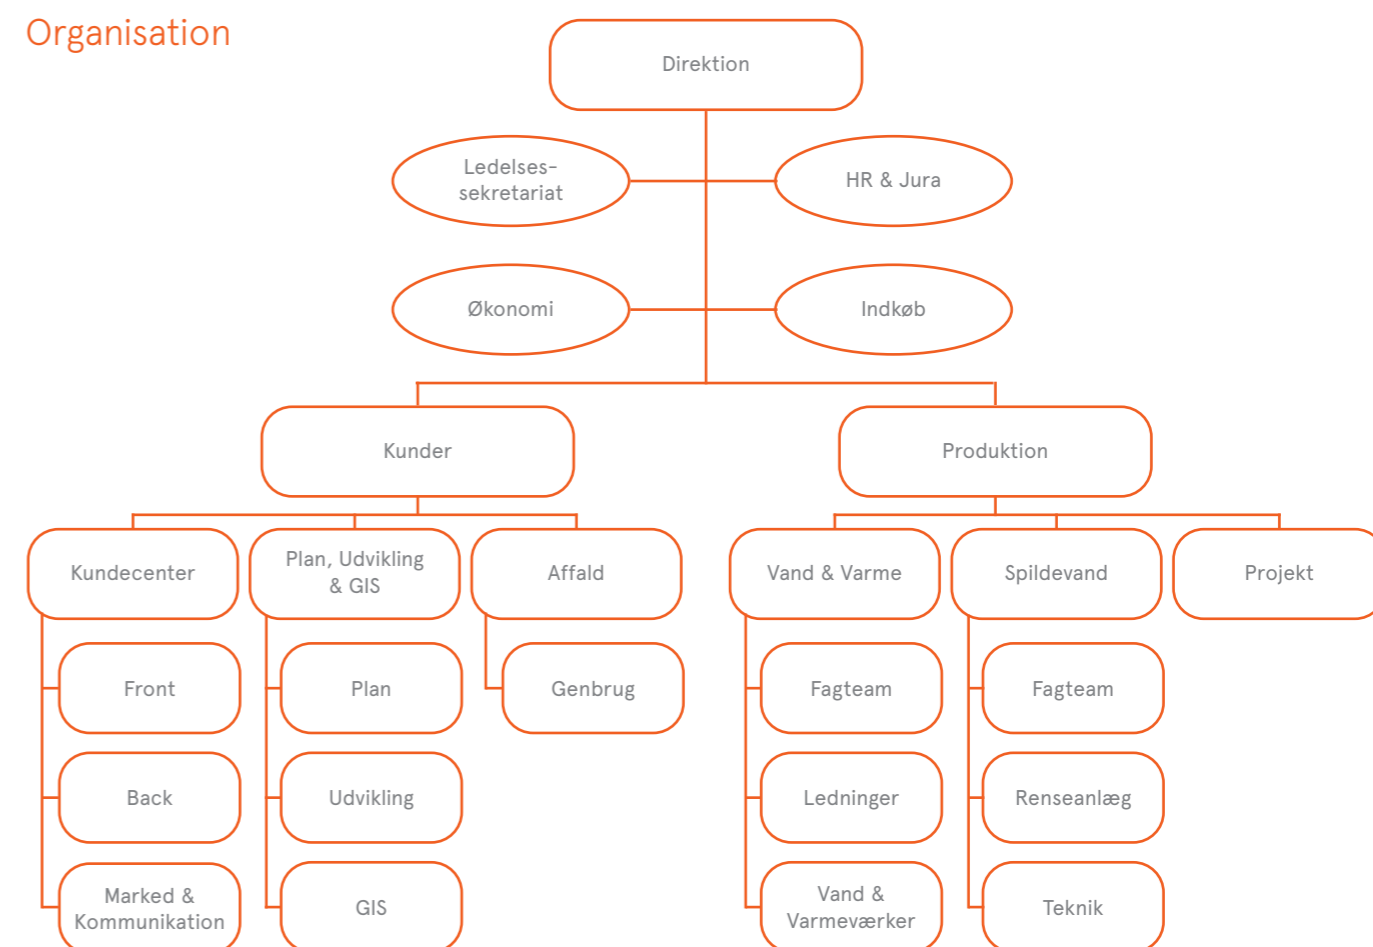 Organisation
Direktion
Ledelses-
sekretariat
HR & Jura
Økonomi
Indkøb
Kunder
Produktion
Kundecenter
Plan, Udvikling
& GIS
Affald
Vand & Varme
Spildevand
Projekt
Front
Plan
Genbrug
Fagteam
Fagteam
Back
Udvikling
Ledninger
Renseanlæg
Marked &
Kommunikation
GIS
Vand &
Varmeværker
Teknik